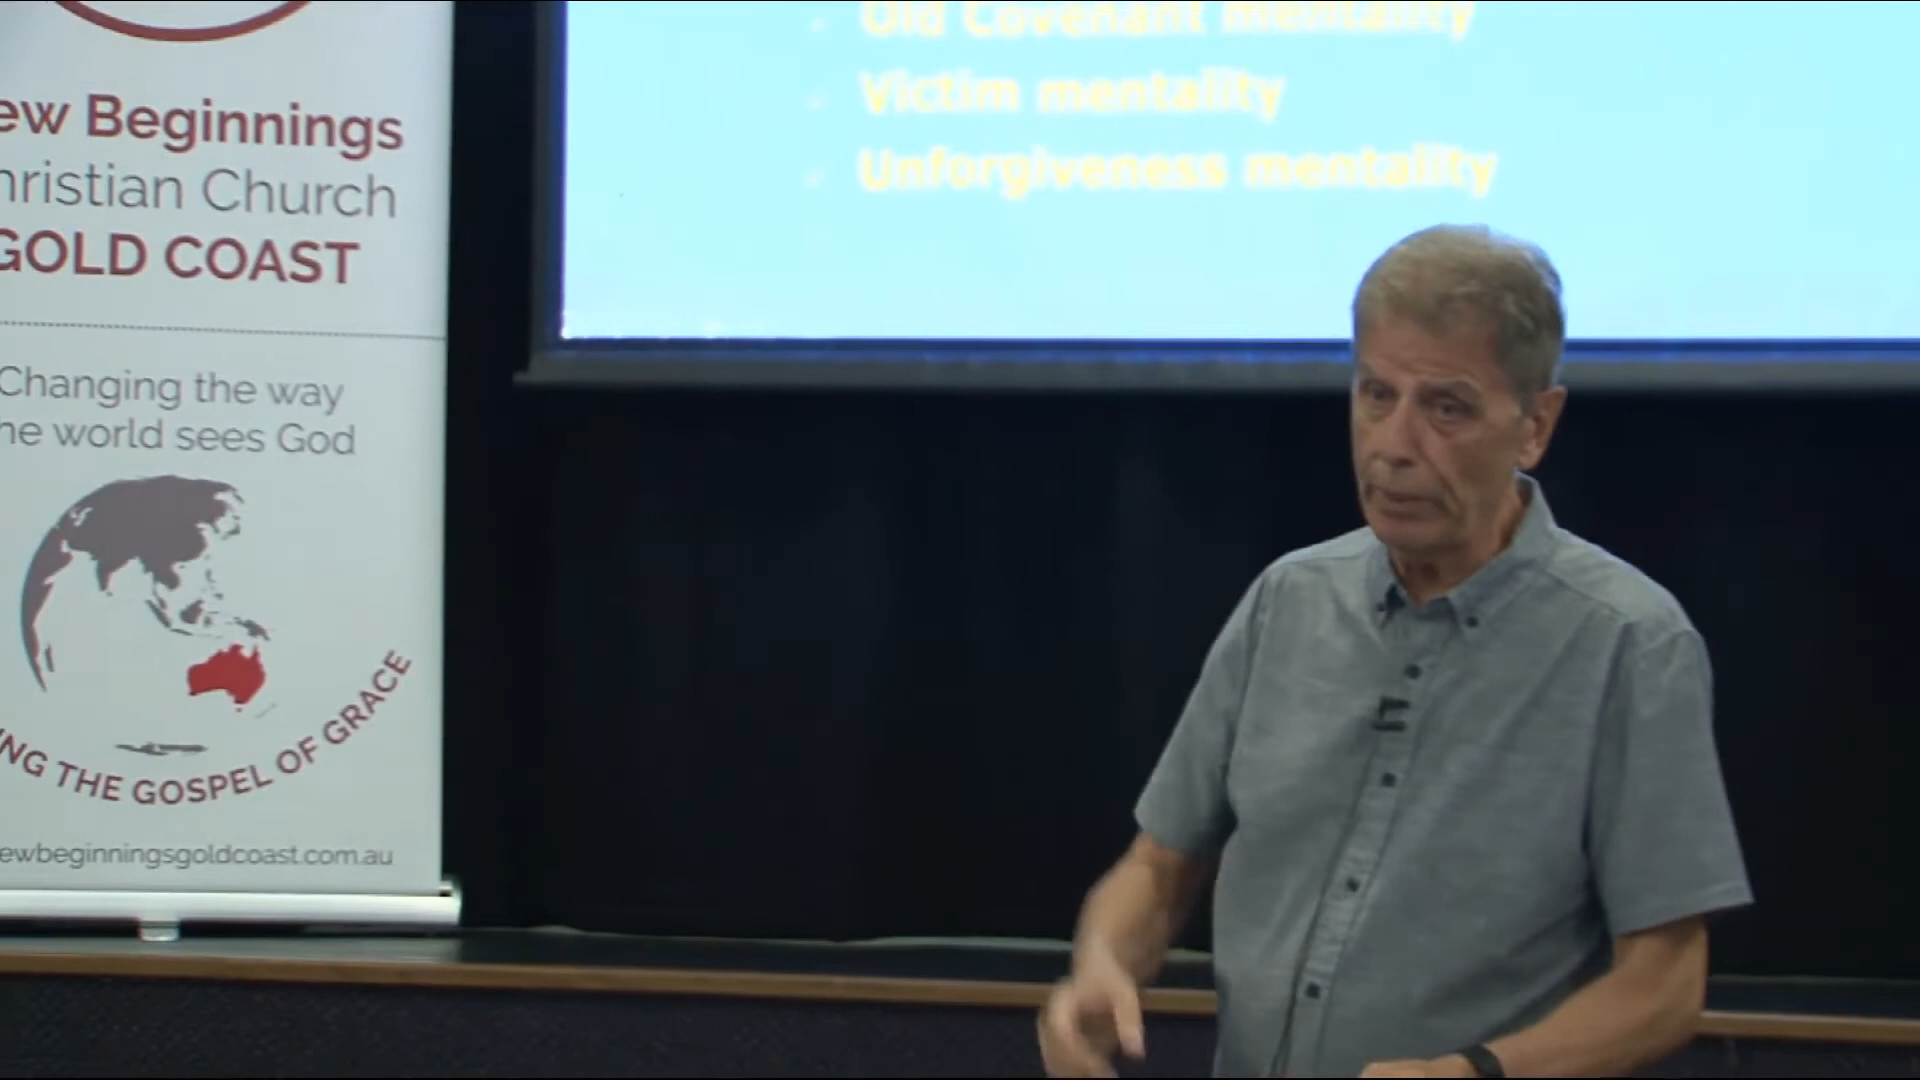 ew Beginnings
hristian Church
GOLD COAST
Changing the way
he world sees God
NG THE GOSPEL OF GRACE
ewbeginningsgoldcoast.com.au
Old Covenant mentality
Victim mentality
Unforgiveness mentality